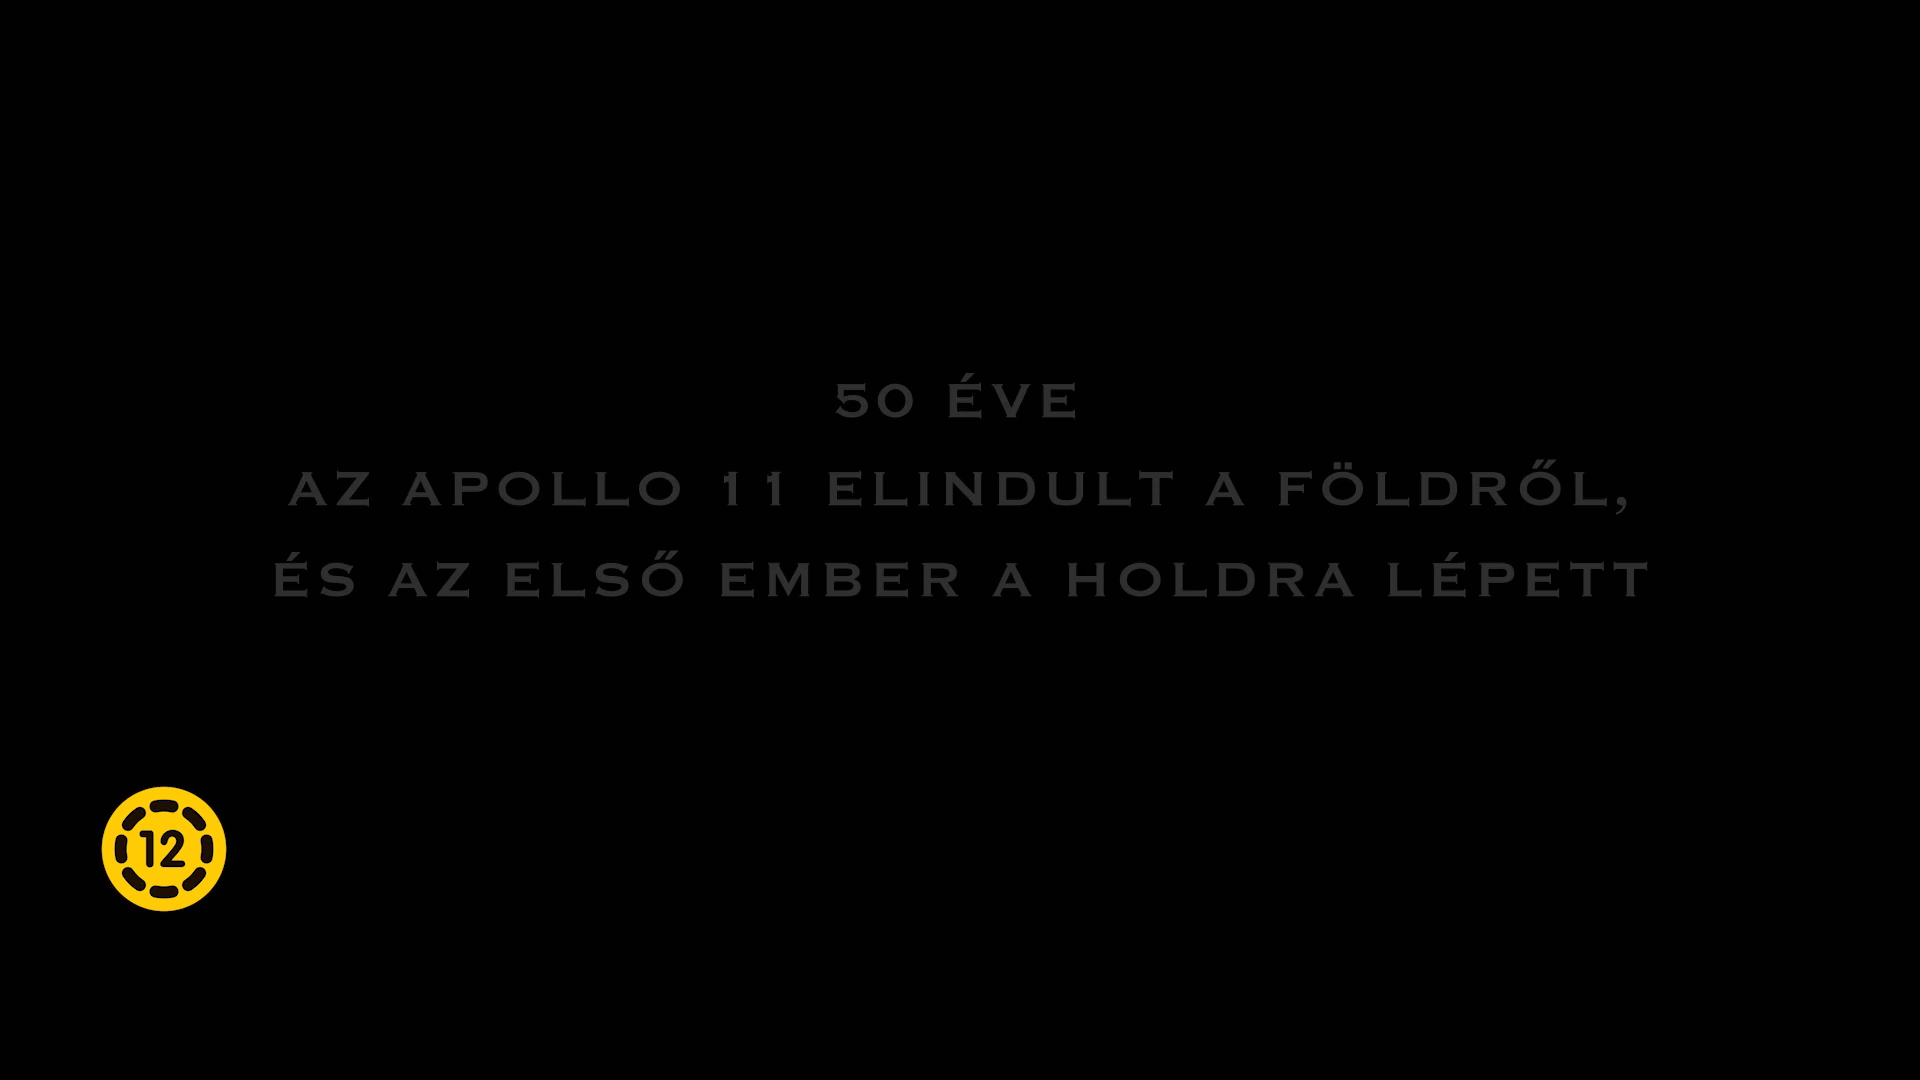 50 ÉVE
AZ APOLLO 11 ELINDULT A FÖLDRŐL,
ÉS AZ ELSŐ EMBER A HOLDRA LÉPETT
12